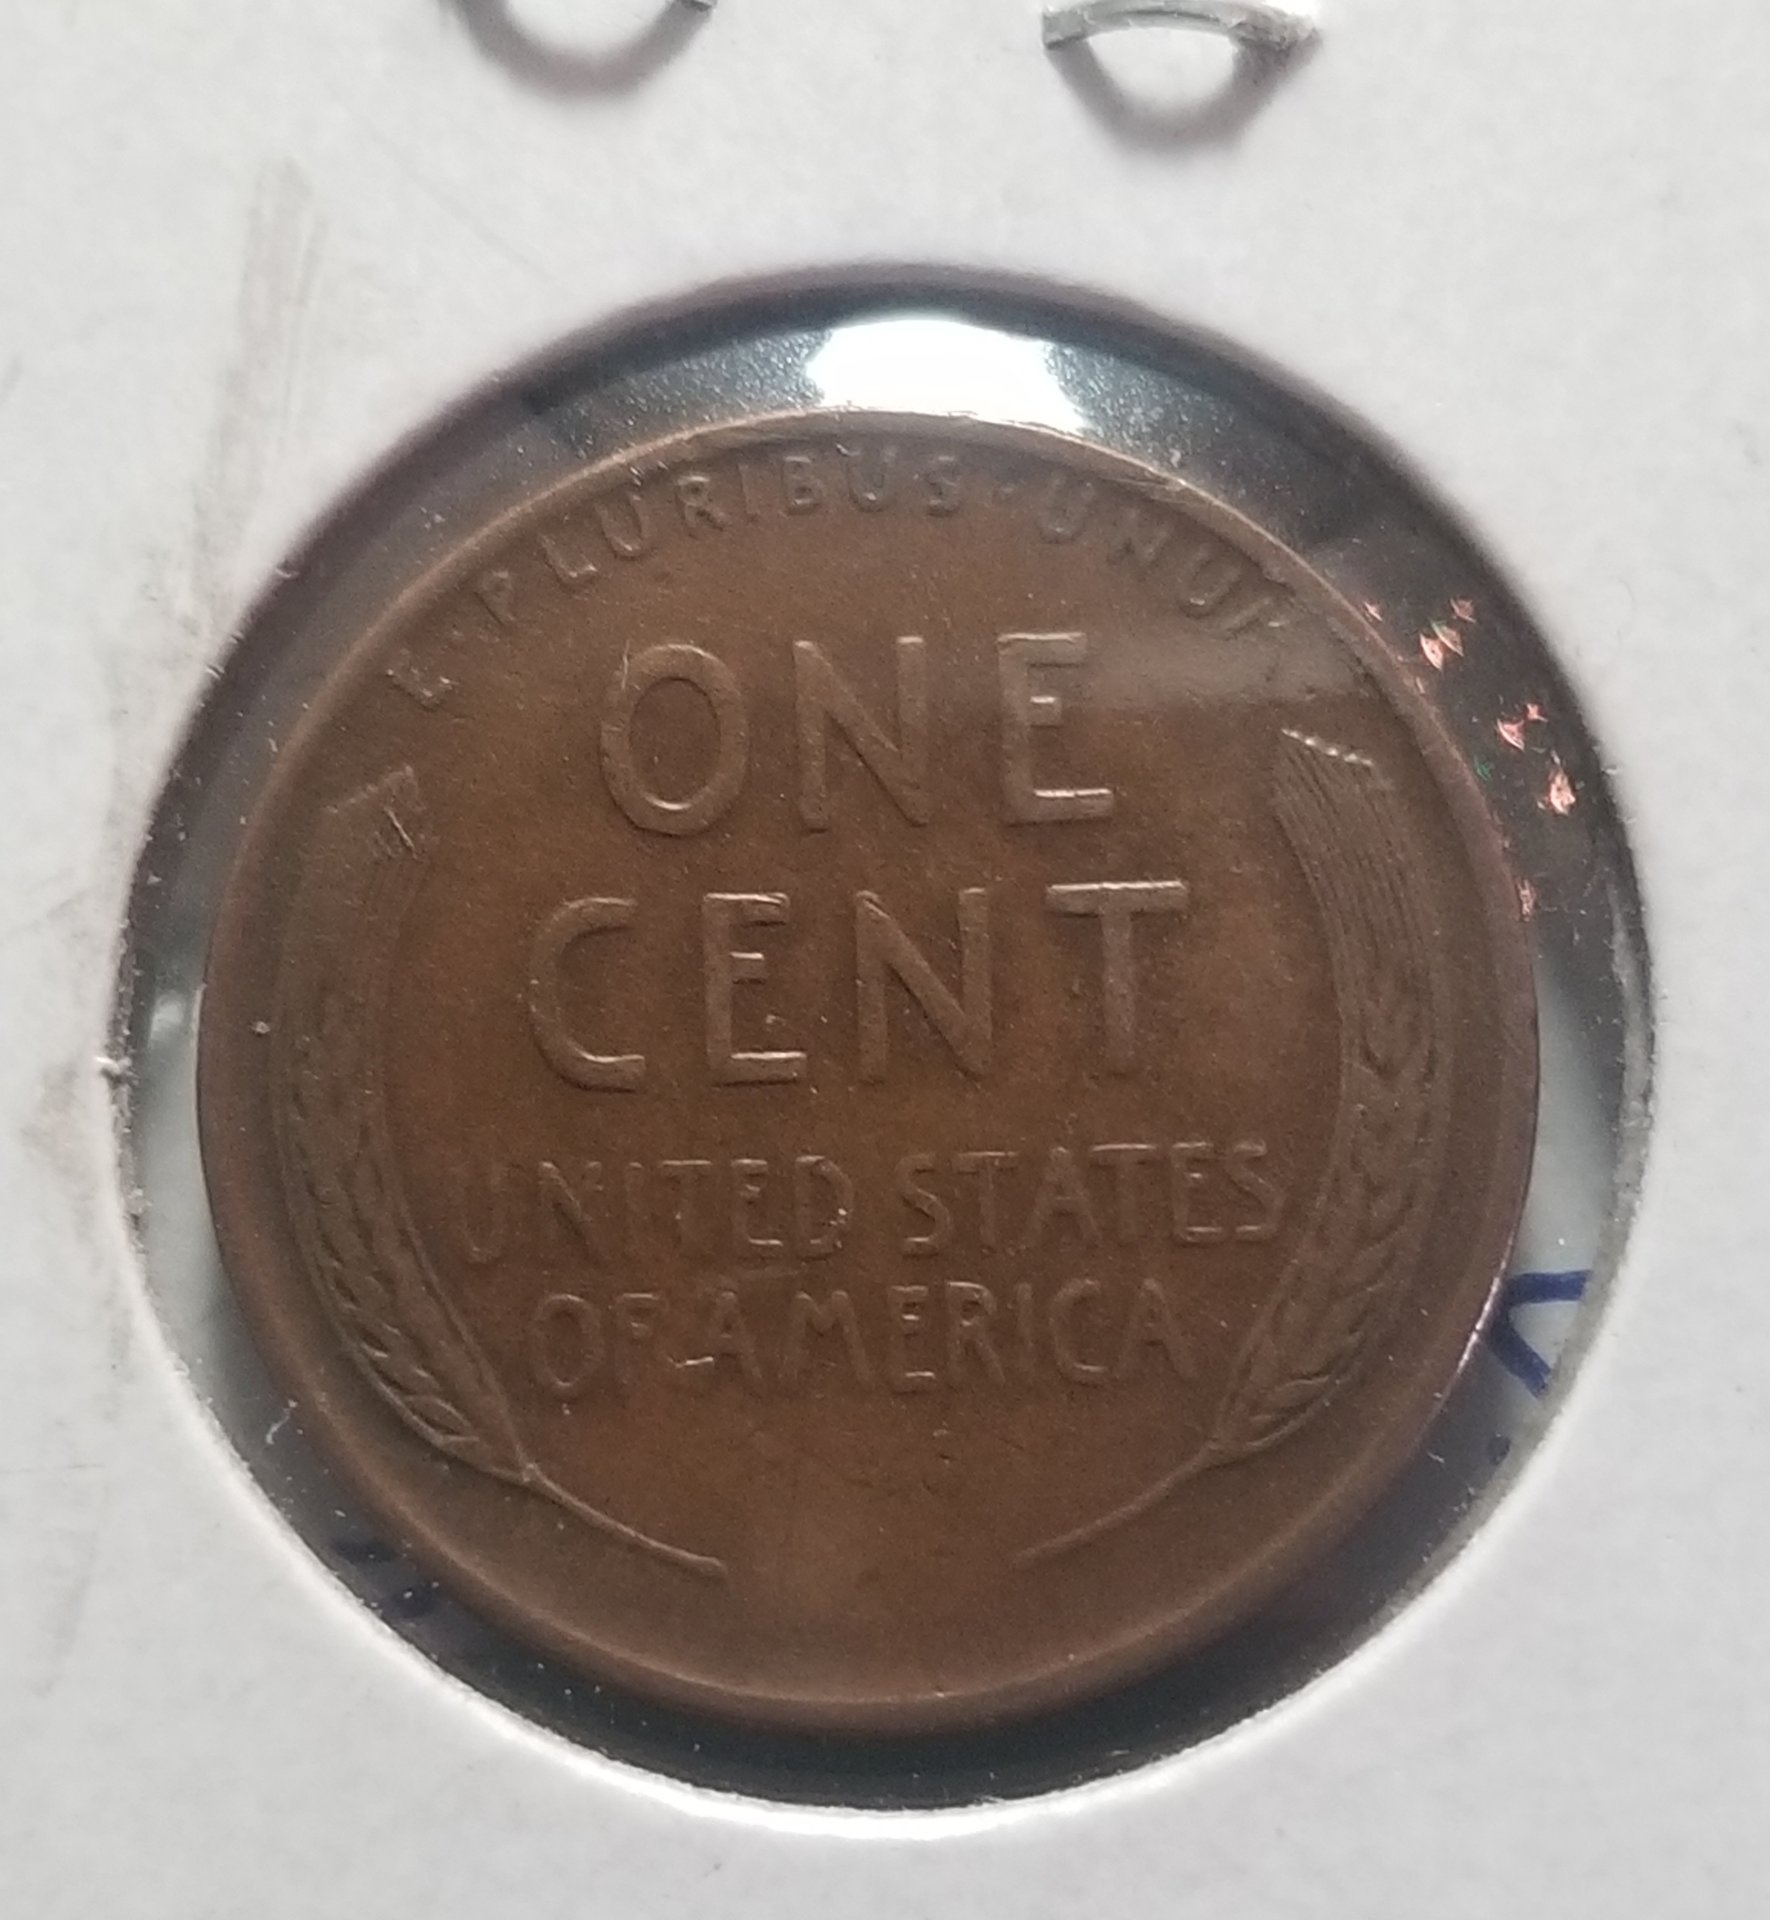 E·PLURIBUS·UNUM
ONE
CENT
UNITED STATES
OF AMERICA